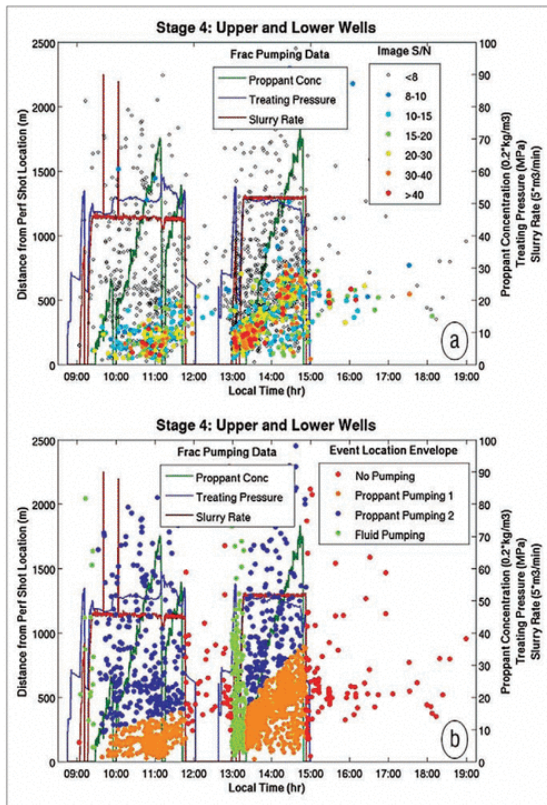 Stage 4: Upper and Lower Wells
Frac Pumping Data
Proppant Conc
Treating Pressure
Slurry Rate
Image S/N
<8
8-10
10-15
15-20
20-30
30-40
>40
Distance from Perf Shot Location (m)
2500
2000
1500
1000
500
0
100
90
80
70
60
50
40
30
20
10
0
Proppant Concentration (0.2*kg/m3)
Treating Pressure (MPa)
Slurry Rate (5*m3/min)
a
09:00 10:00 11:00 12:00 13:00 14:00 15:00 16:00 17:00 18:00 19:00
Local Time (hr)
Stage 4: Upper and Lower Wells
Frac Pumping Data
Proppant Conc
Treating Pressure
Slurry Rate
Event Location Envelope
No Pumping
Proppant Pumping 1
Proppant Pumping 2
Fluid Pumping
Distance from Perf Shot Location (m)
2500
2000
1500
1000
500
0
100
90
80
70
60
50
40
30
20
10
0
Proppant Concentration (0.2*kg/m3)
Treating Pressure (MPa)
Slurry Rate (5*m3/min)
b
09:00 10:00 11:00 12:00 13:00 14:00 15:00 16:00 17:00 18:00 19:00
Local Time (hr)